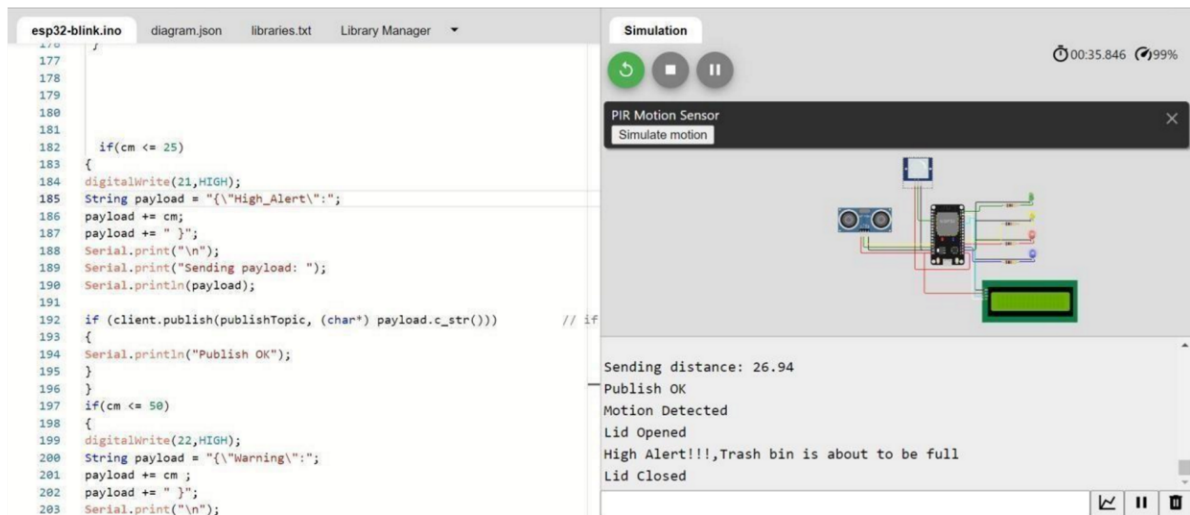 esp32-blink.ino diagram.json libraries.txt Library Manager
178 }
177
178
179
180
181
182 if(cm <= 25)
183 {
184 digitalWrite(21,HIGH);
185 String payload = "{\"High_Alert\":";
186 payload += cm;
187 payload += " }";
188 Serial.print("\n");
189 Serial.print("Sending payload: ");
190 Serial.println(payload);
191
192 if (client.publish(publishTopic, (char*) payload.c_str())) // if
193 {
194 Serial.println("Publish OK");
195 }
196 }
197 if(cm <= 50)
198 {
199 digitalWrite(22,HIGH);
200 String payload = "{\"Warning\":";
201 payload += cm ;
202 payload += " }";
203 Serial.print("\n");
Simulation
00:35.846 99%
PIR Motion Sensor
Simulate motion
Sending distance: 26.94
Publish OK
Motion Detected
Lid Opened
High Alert!!!,Trash bin is about to be full
Lid Closed